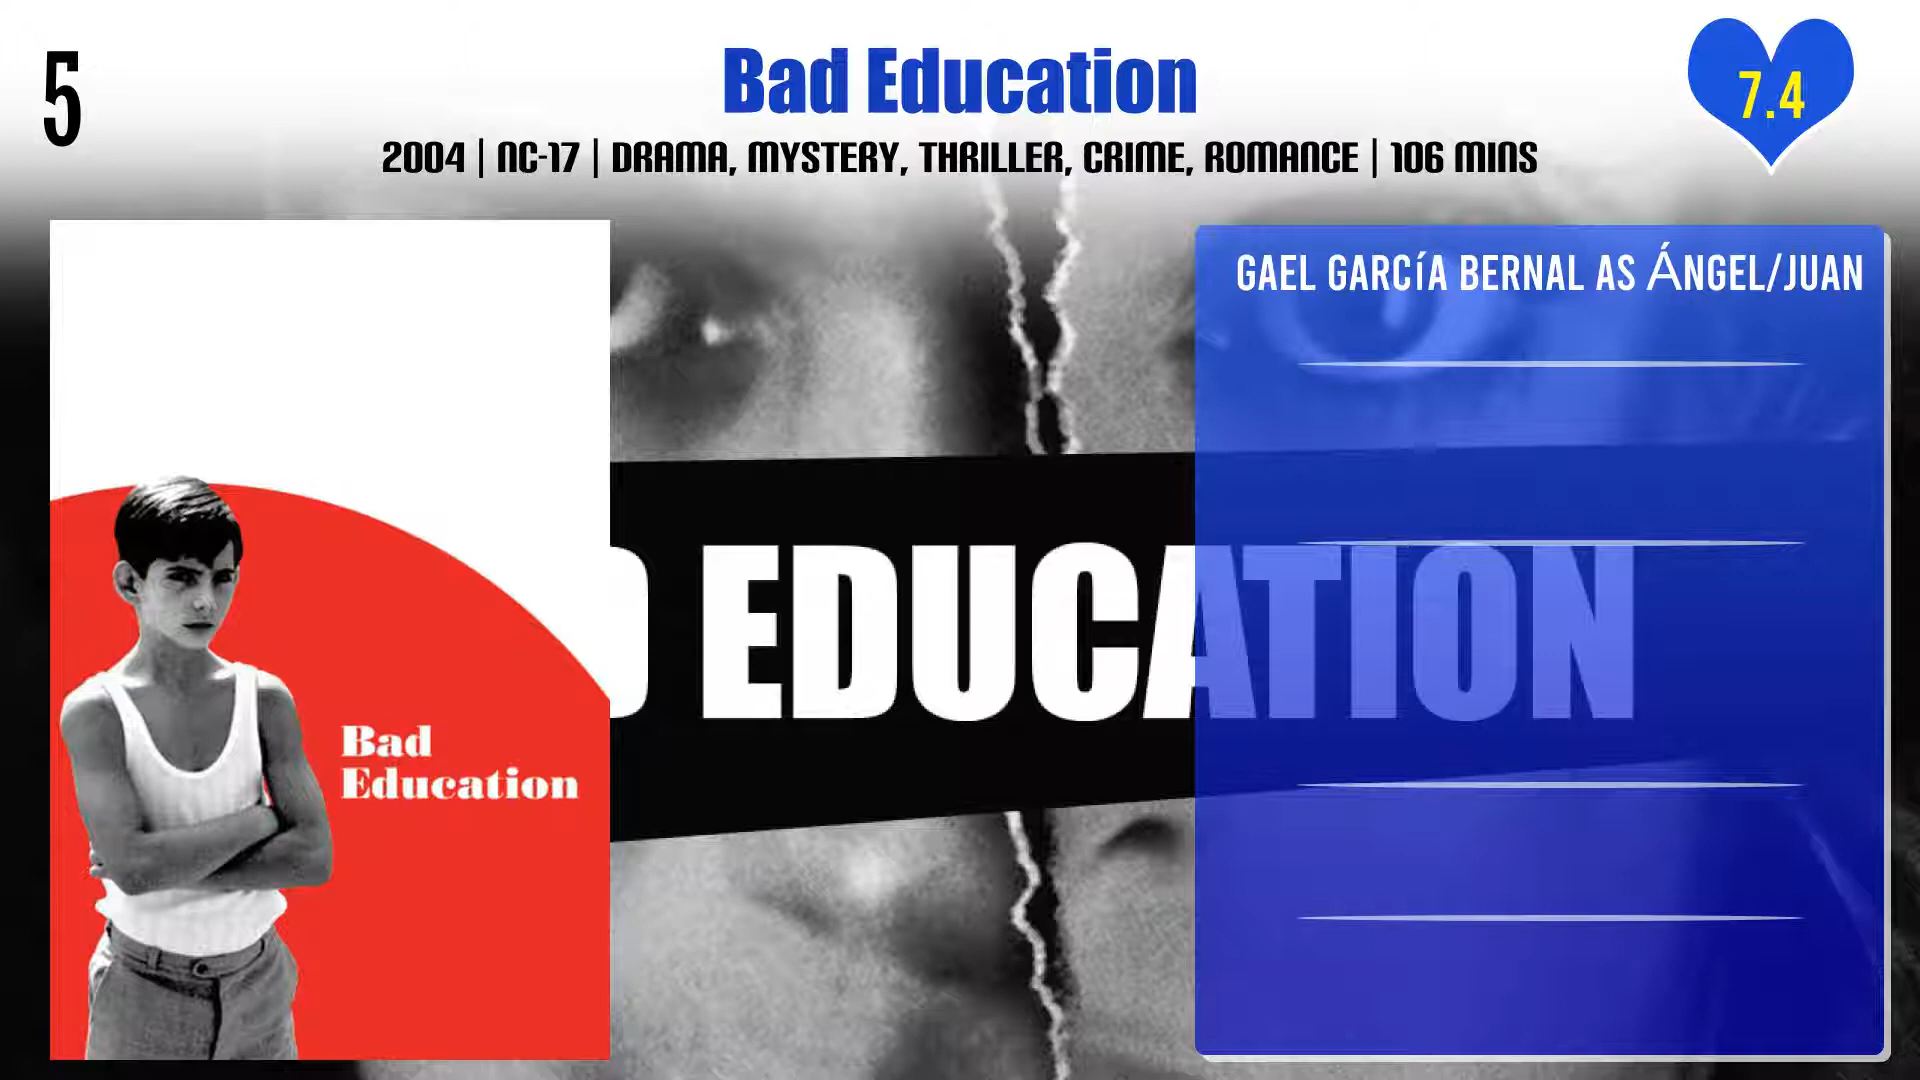 5
Bad Education
7.4
2004 | NC-17 | DRAMA, MYSTERY, THRILLER, CRIME, ROMANCE | 106 MINS
GAEL GARCíA BERNAL AS ÁNGEL/JUAN
D EDUCATION
Bad
Education